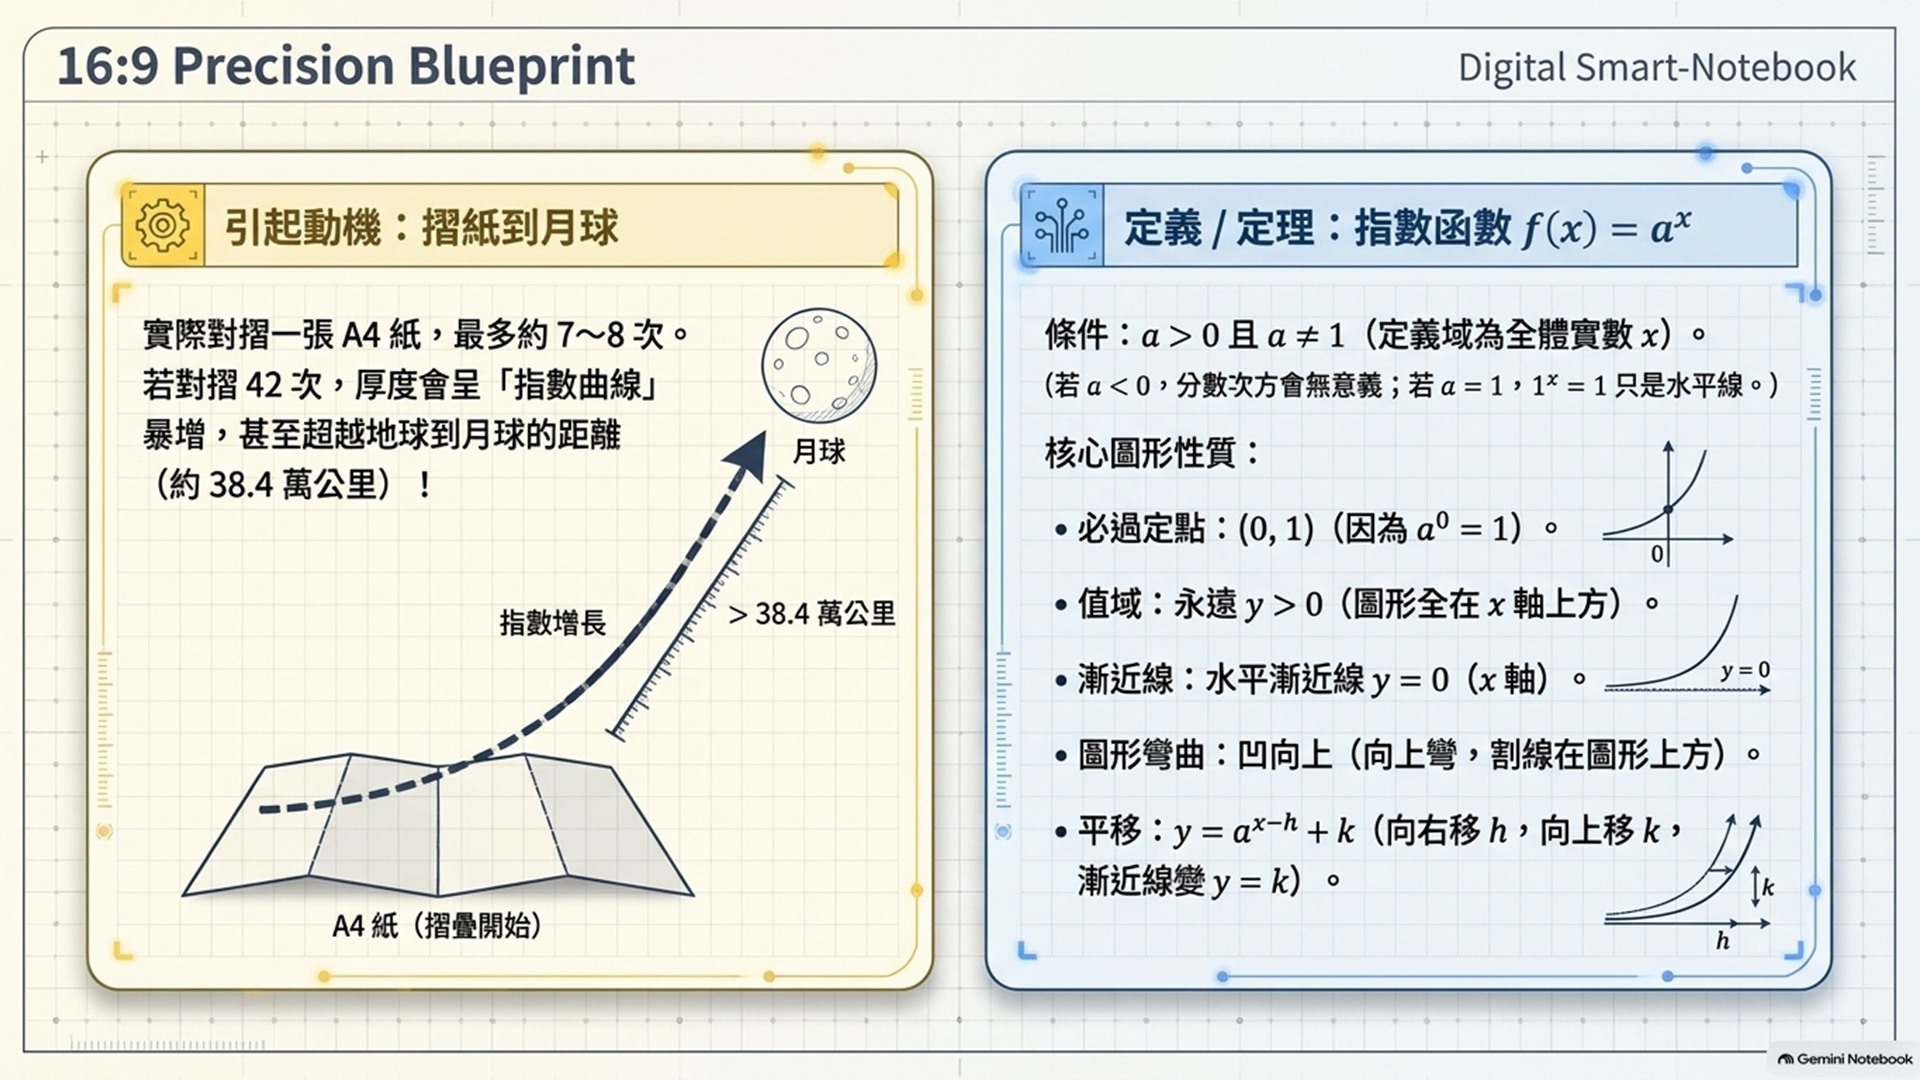 16:9 Precision Blueprint
Digital Smart-Notebook
引起動機：摺紙到月球
實際對摺一張 A4 紙，最多約 7～8 次。
若對摺 42 次，厚度會呈「指數曲線」
暴增，甚至超越地球到月球的距離
（約 38.4 萬公里）！
月球
指數增長
> 38.4 萬公里
A4 紙（摺疊開始）
定義 / 定理：指數函數 f(x) = aˣ
條件：a > 0 且 a ≠ 1（定義域為全體實數 x）。
（若 a < 0，分數次方會無意義；若 a = 1，1ˣ = 1 只是水平線。）
核心圖形性質：
• 必過定點：(0, 1)（因為 a⁰ = 1）。
0
• 值域：永遠 y > 0（圖形全在 x 軸上方）。
• 漸近線：水平漸近線 y = 0（x 軸）。
y = 0
• 圖形彎曲：凹向上（向上彎，割線在圖形上方）。
• 平移：y = aˣ⁻ʰ + k（向右移 h，向上移 k，
漸近線變 y = k）。
k
h
Gemini Notebook